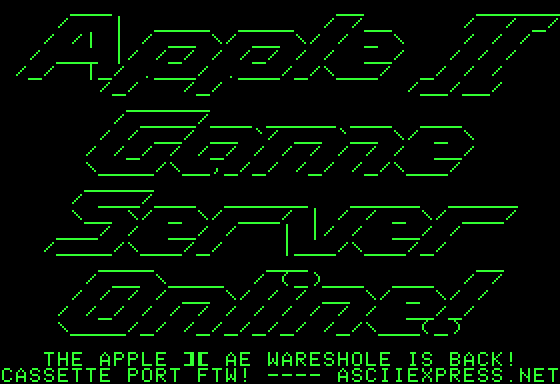 Apple II
Game
Server
Online!
THE APPLE ][ AE WARESHOLE IS BACK!
CASSETTE PORT FTW! ---- ASCIIEXPRESS.NET